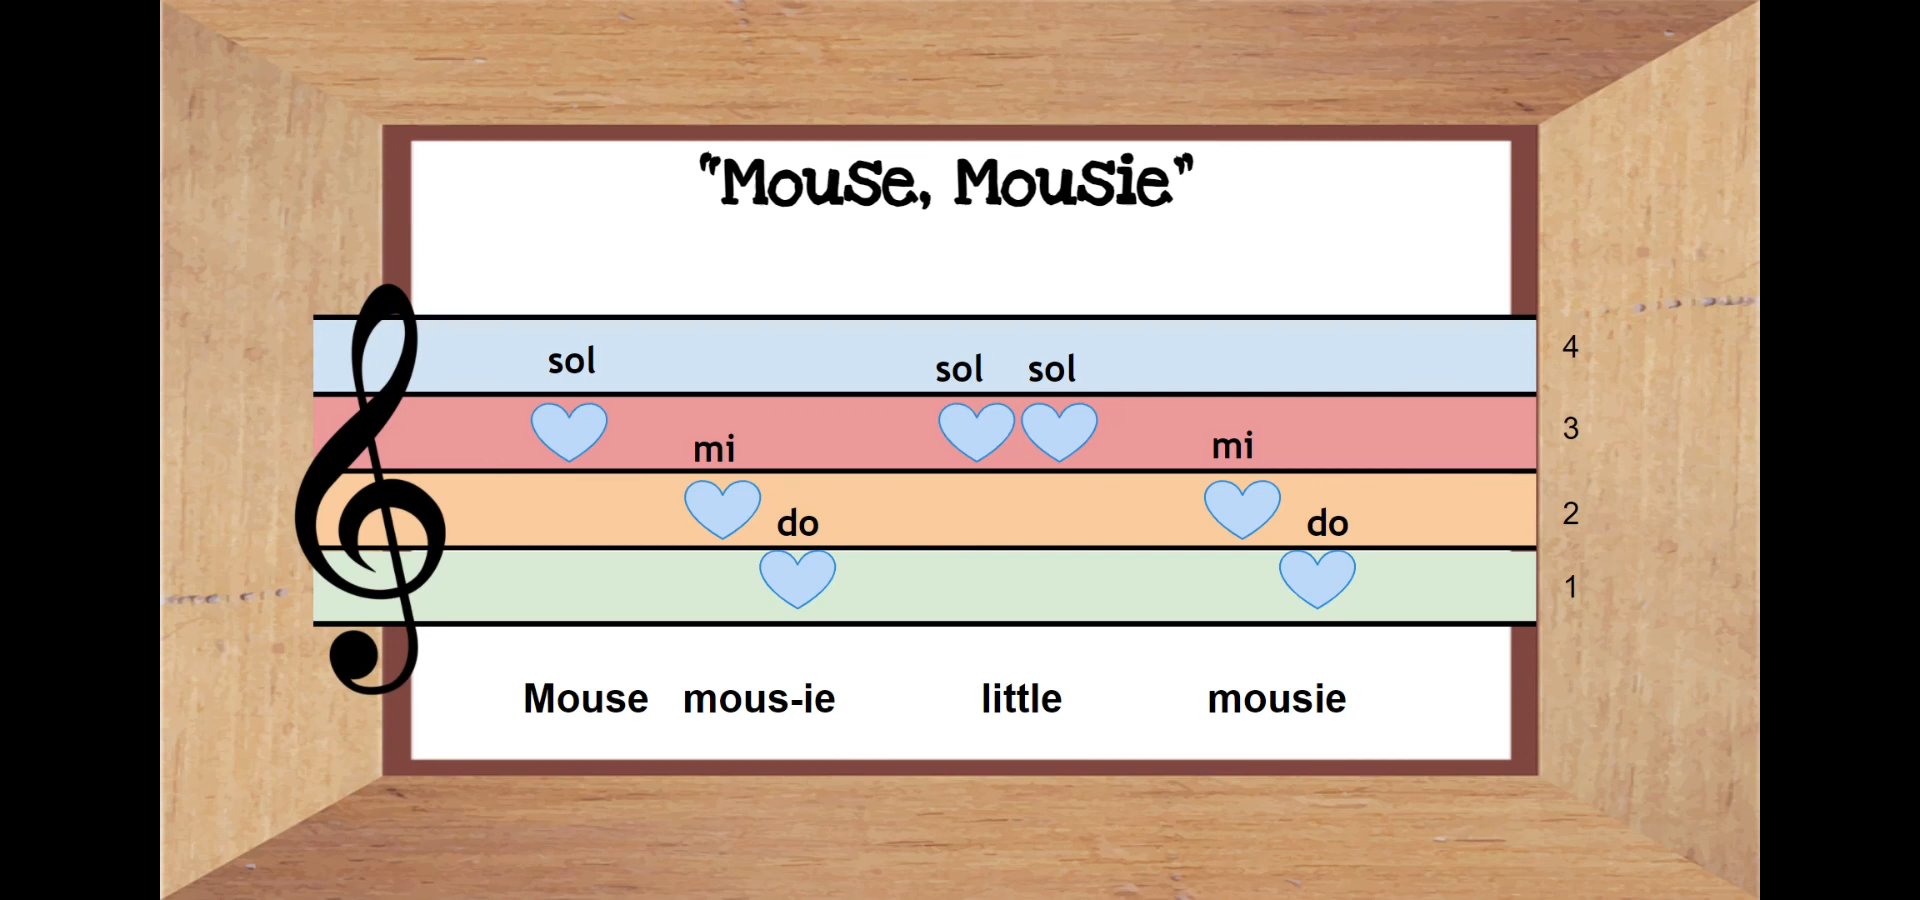 "Mouse, Mousie"
4
sol sol sol
3
mi mi
2
do do
1
Mouse mous-ie little mousie